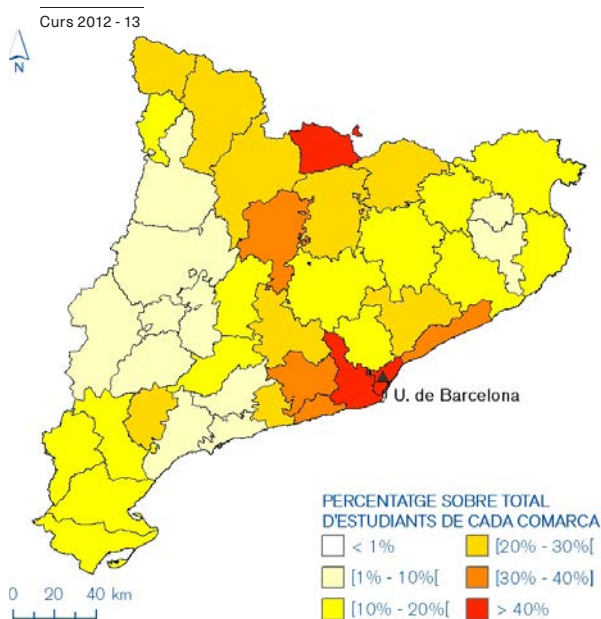 Curs 2012 - 13
N
U. de Barcelona
PERCENTATGE SOBRE TOTAL
D'ESTUDIANTS DE CADA COMARCA
< 1%
[20% - 30%[
[1% - 10%[
[30% - 40%]
[10% - 20%[
> 40%
0 20 40 km